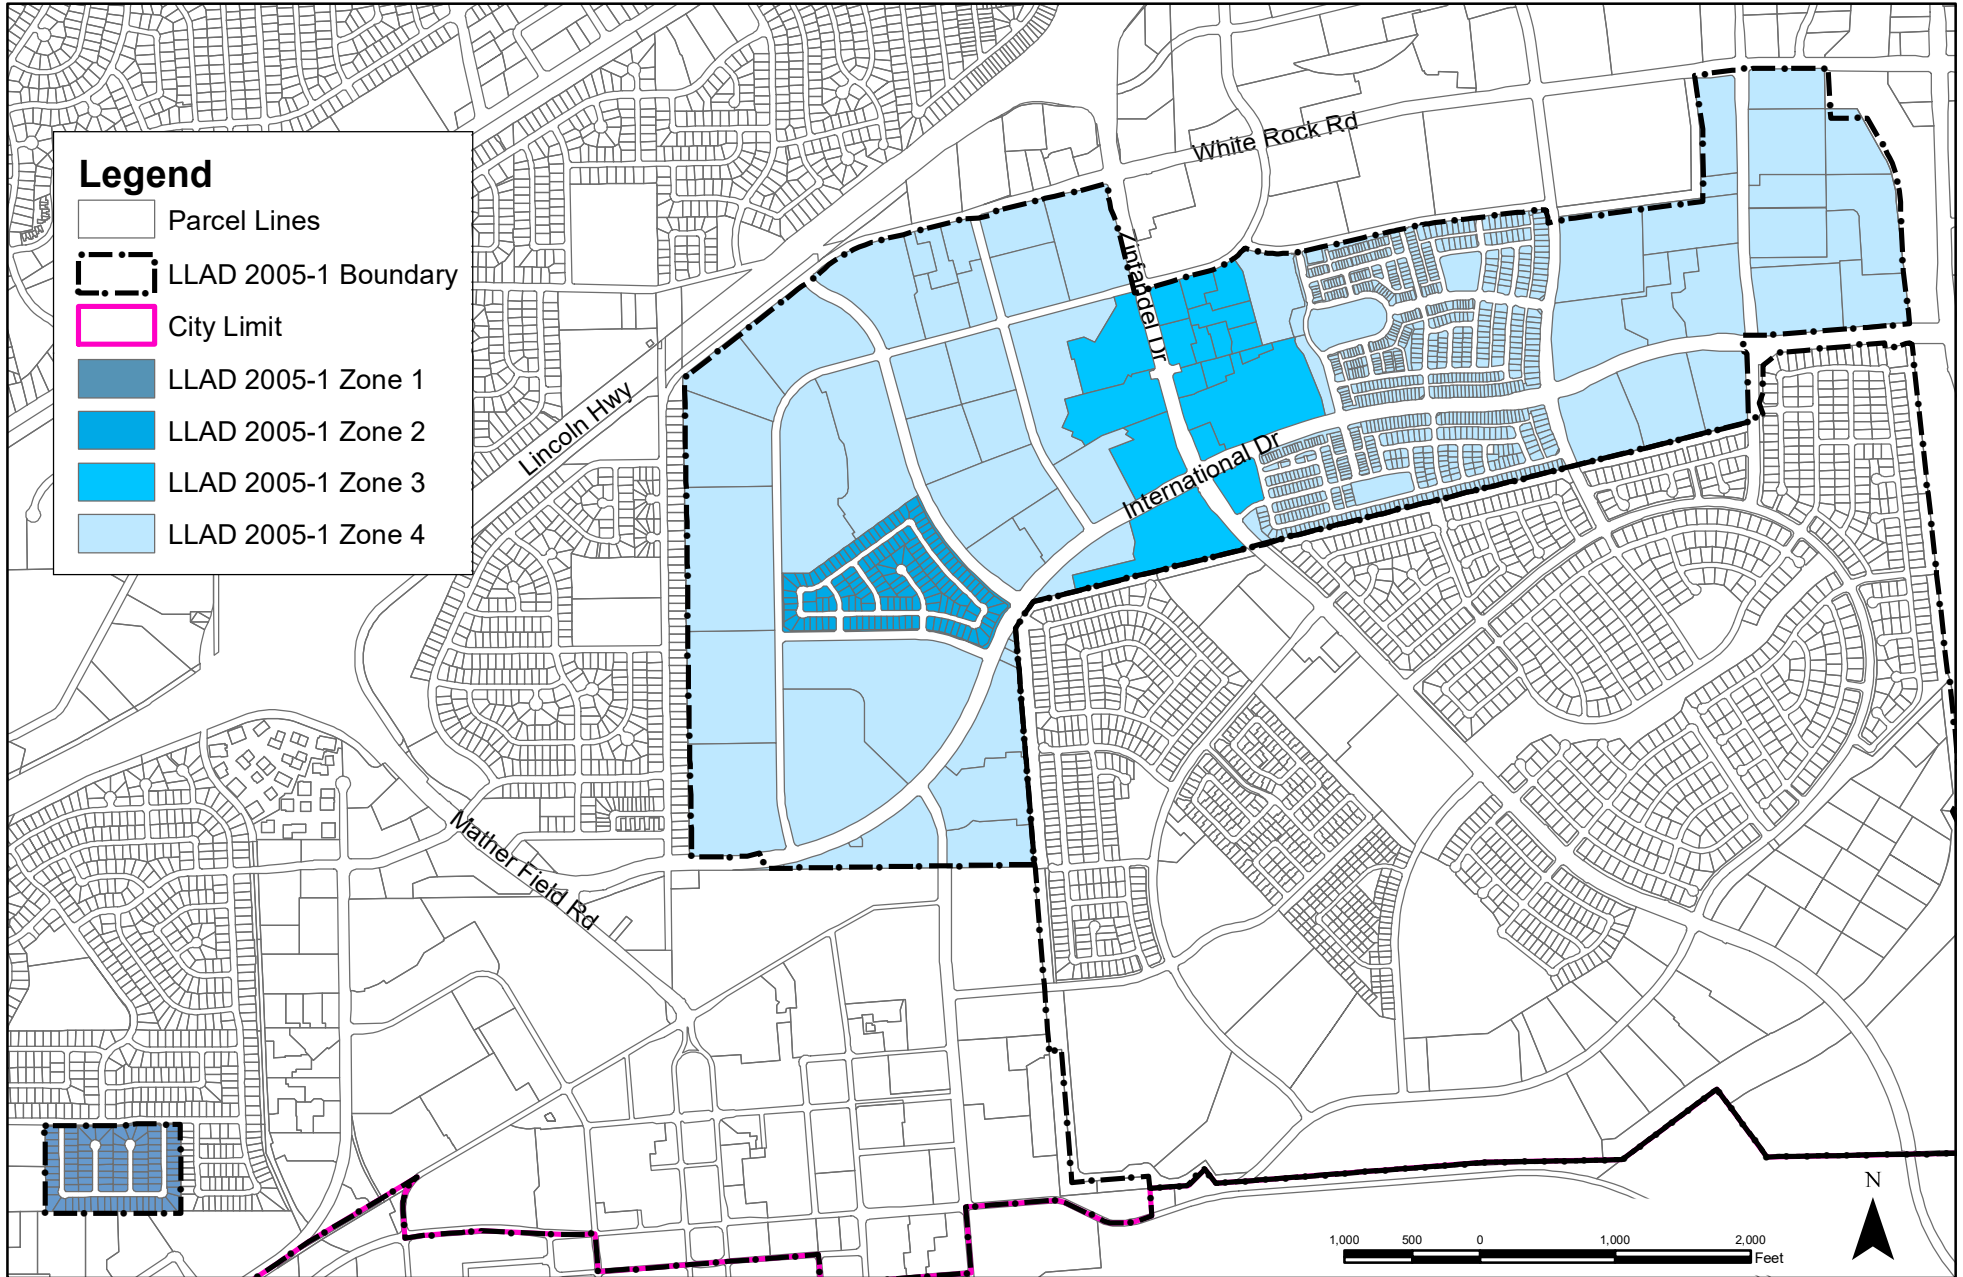 White Rock Rd
Legend
Parcel Lines
LLAD 2005-1 Boundary
City Limit
LLAD 2005-1 Zone 1
LLAD 2005-1 Zone 2
LLAD 2005-1 Zone 3
LLAD 2005-1 Zone 4
Zinfandel Dr
Lincoln Hwy
International Dr
Mather Field Rd
N
1,000 500 0 1,000 2,000
Feet